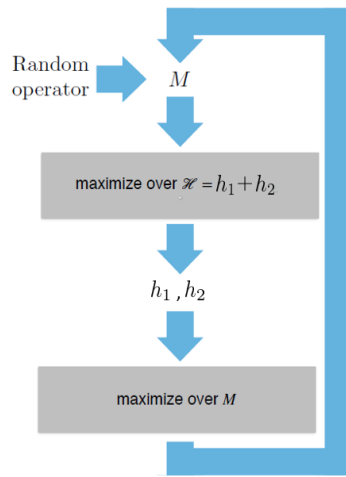 Random
operator
M
maximize over ℋ = h₁+h₂
h₁ , h₂
maximize over M